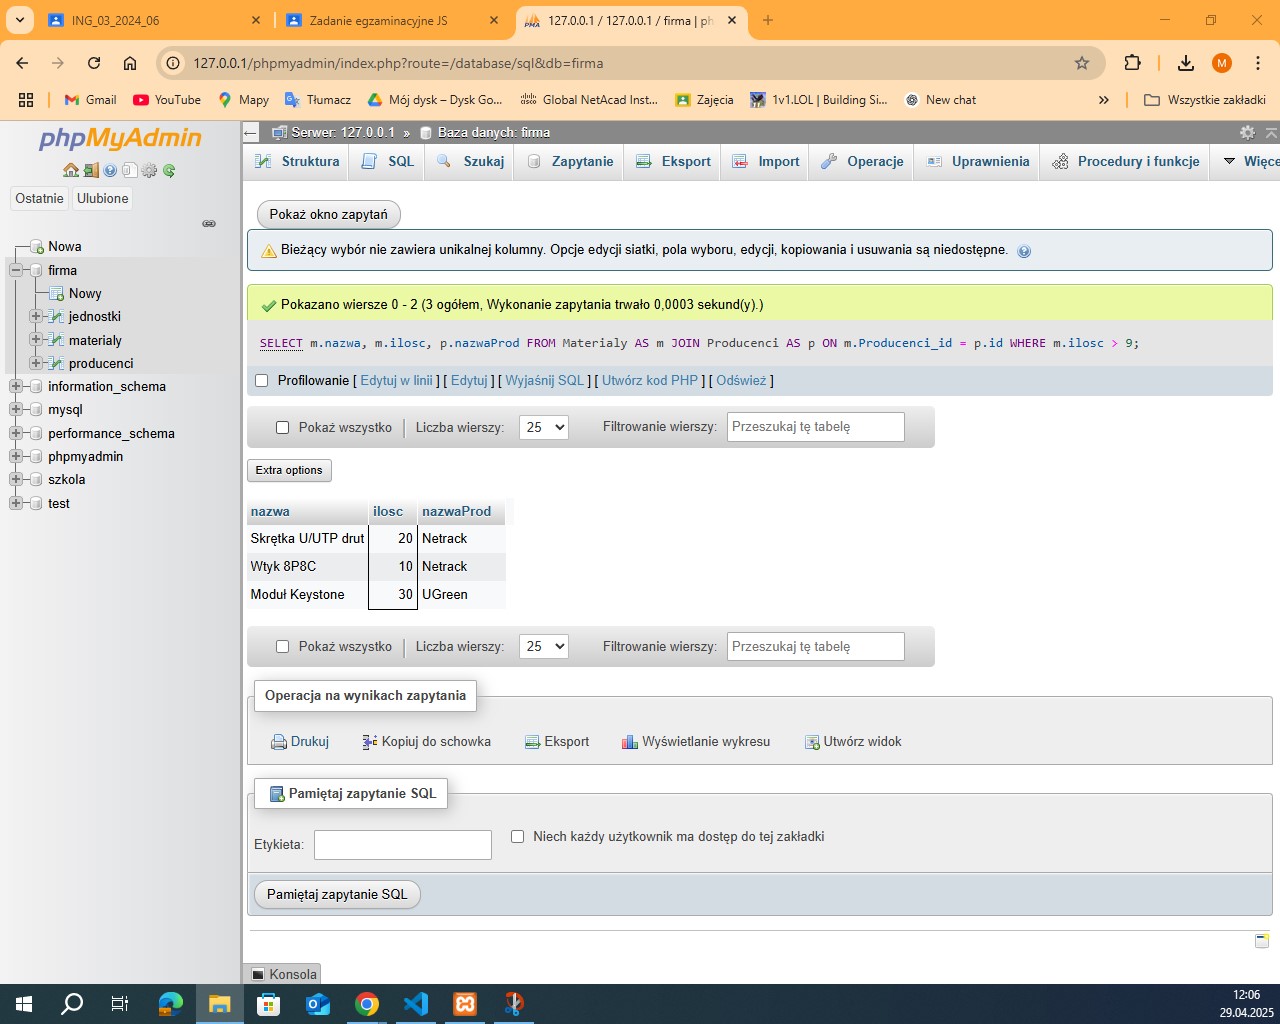 ING_03_2024_06
Zadanie egzaminacyjne JS
127.0.0.1 / 127.0.0.1 / firma | ph
127.0.0.1/phpmyadmin/index.php?route=/database/sql&db=firma
M
Gmail
YouTube
Mapy
Tłumacz
Mój dysk – Dysk Go...
Global NetAcad Inst...
Zajęcia
1v1.LOL | Building Si...
New chat
Wszystkie zakładki
phpMyAdmin
Ostatnie
Ulubione
Nowa
firma
Nowy
jednostki
materialy
producenci
information_schema
mysql
performance_schema
phpmyadmin
szkola
test
Serwer: 127.0.0.1 » Baza danych: firma
Struktura
SQL
Szukaj
Zapytanie
Eksport
Import
Operacje
Uprawnienia
Procedury i funkcje
Więce
Pokaż okno zapytań
Bieżący wybór nie zawiera unikalnej kolumny. Opcje edycji siatki, pola wyboru, edycji, kopiowania i usuwania są niedostępne.
Pokazano wiersze 0 - 2 (3 ogółem, Wykonanie zapytania trwało 0,0003 sekund(y).)
SELECT m.nazwa, m.ilosc, p.nazwaProd FROM Materialy AS m JOIN Producenci AS p ON m.Producenci_id = p.id WHERE m.ilosc > 9;
Profilowanie [ Edytuj w linii ] [ Edytuj ] [ Wyjaśnij SQL ] [ Utwórz kod PHP ] [ Odśwież ]
Pokaż wszystko | Liczba wierszy: 25 Filtrowanie wierszy: Przeszukaj tę tabelę
Extra options
nazwa ilosc nazwaProd
Skrętka U/UTP drut 20 Netrack
Wtyk 8P8C 10 Netrack
Moduł Keystone 30 UGreen
Pokaż wszystko | Liczba wierszy: 25 Filtrowanie wierszy: Przeszukaj tę tabelę
Operacja na wynikach zapytania
Drukuj
Kopiuj do schowka
Eksport
Wyświetlanie wykresu
Utwórz widok
Pamiętaj zapytanie SQL
Etykieta:
Niech każdy użytkownik ma dostęp do tej zakładki
Pamiętaj zapytanie SQL
Konsola
12:06
29.04.2025